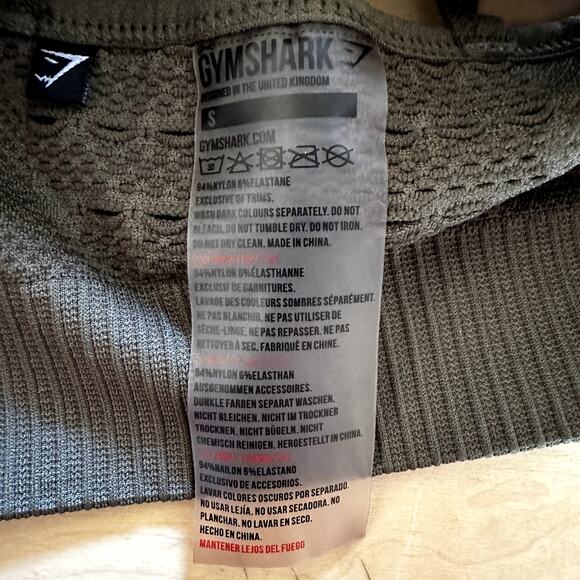 GYMSHARK
DESIGNED IN THE UNITED KINGDOM
S
GYMSHARK.COM
94%NYLON 6%ELASTANE
EXCLUSIVE OF TRIMS.
WASH DARK COLOURS SEPARATELY. DO NOT
BLEACH. DO NOT TUMBLE DRY. DO NOT IRON.
DO NOT DRY CLEAN. MADE IN CHINA.
94%NYLON 6%ÉLASTHANNE
EXCLUSIF DE GARNITURES.
LAVAGE DES COULEURS SOMBRES SÉPARÉMENT.
NE PAS BLANCHIR. NE PAS UTILISER DE
SÈCHE-LINGE. NE PAS REPASSER. NE PAS
NETTOYER À SEC. FABRIQUÉ EN CHINE.
94%NYLON 6%ELASTHAN
AUSGENOMMEN ACCESSOIRES.
DUNKLE FARBEN SEPARAT WASCHEN.
NICHT BLEICHEN. NICHT IM TROCKNER
TROCKNEN. NICHT BÜGELN. NICHT
CHEMISCH REINIGEN. HERGESTELLT IN CHINA.
94%NAILON 6%ELASTANO
EXCLUSIVO DE ACCESORIOS.
LAVAR COLORES OSCUROS POR SEPARADO.
NO USAR LEJÍA. NO USAR SECADORA. NO
PLANCHAR. NO LAVAR EN SECO.
HECHO EN CHINA.
MANTENER LEJOS DEL FUEGO